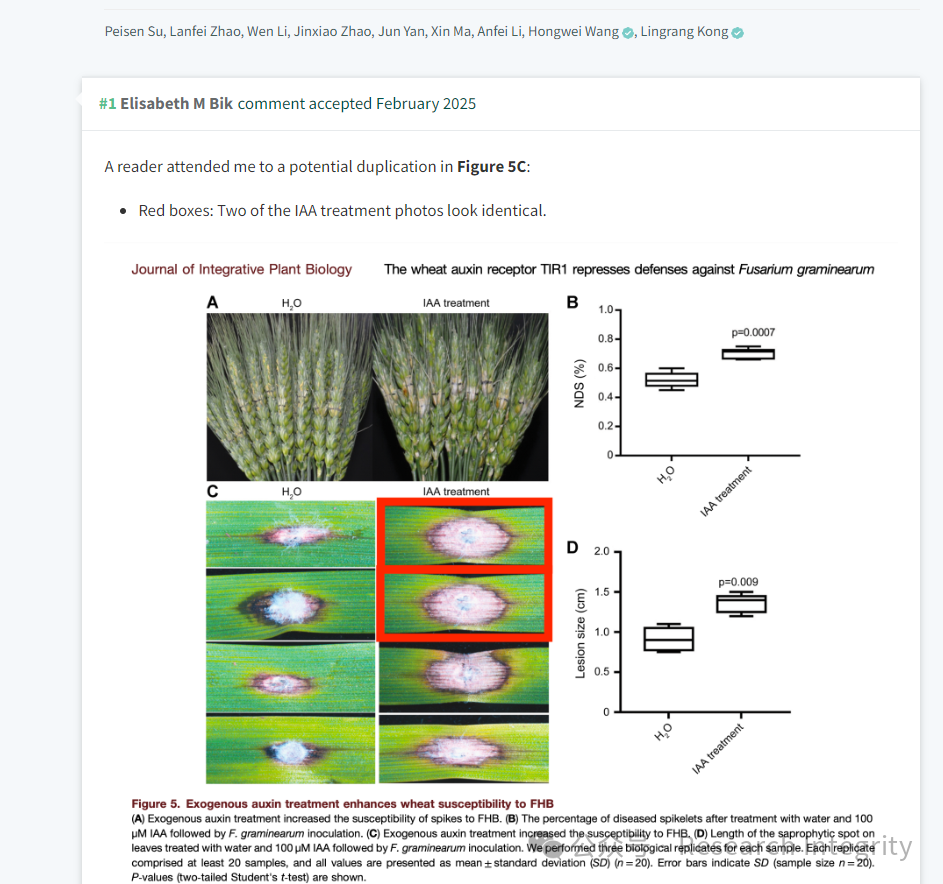 Peisen Su, Lanfei Zhao, Wen Li, Jinxiao Zhao, Jun Yan, Xin Ma, Anfei Li, Hongwei Wang, Lingrang Kong
#1 Elisabeth M Bik comment accepted February 2025
A reader attended me to a potential duplication in Figure 5C:
• Red boxes: Two of the IAA treatment photos look identical.
Journal of Integrative Plant Biology
The wheat auxin receptor TIR1 represses defenses against Fusarium graminearum
A
H₂O
IAA treatment
B
1.0
0.8
0.6
0.4
0.2
0
NDS (%)
p=0.0007
H₂O
IAA treatment
C
H₂O
IAA treatment
D
2.0
1.5
1.0
0.5
0
Lesion size (cm)
p=0.009
H₂O
IAA treatment
Figure 5. Exogenous auxin treatment enhances wheat susceptibility to FHB
(A) Exogenous auxin treatment increased the susceptibility of spikes to FHB. (B) The percentage of diseased spikelets after treatment with water and 100
µM IAA followed by F. graminearum inoculation. (C) Exogenous auxin treatment increased the susceptibility to FHB. (D) Length of the saprophytic spot on
leaves treated with water and 100 µM IAA followed by F. graminearum inoculation. We performed three biological replicates for each sample. Each replicate
comprised at least 20 samples, and all values are presented as mean ± standard deviation (SD) (n = 20). Error bars indicate SD (sample size n = 20).
P-values (two-tailed Student's t-test) are shown.
公众号 · Research Integrity